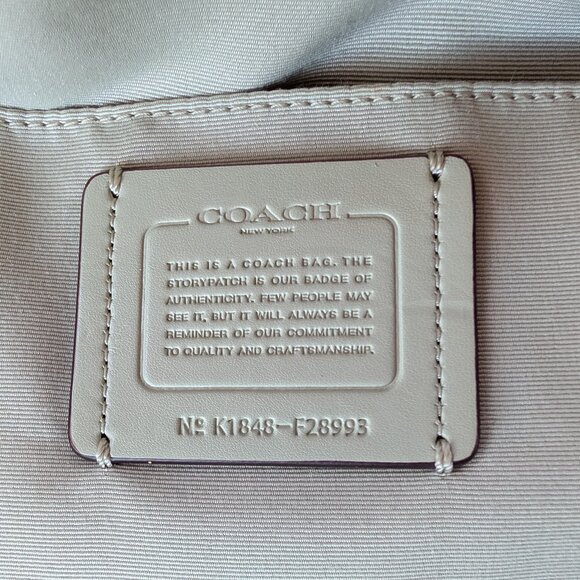 COACH
NEW YORK
THIS IS A COACH BAG. THE
STORYPATCH IS OUR BADGE OF
AUTHENTICITY. FEW PEOPLE MAY
SEE IT, BUT IT WILL ALWAYS BE A
REMINDER OF OUR COMMITMENT
TO QUALITY AND CRAFTSMANSHIP.
Nº K1848-F28993